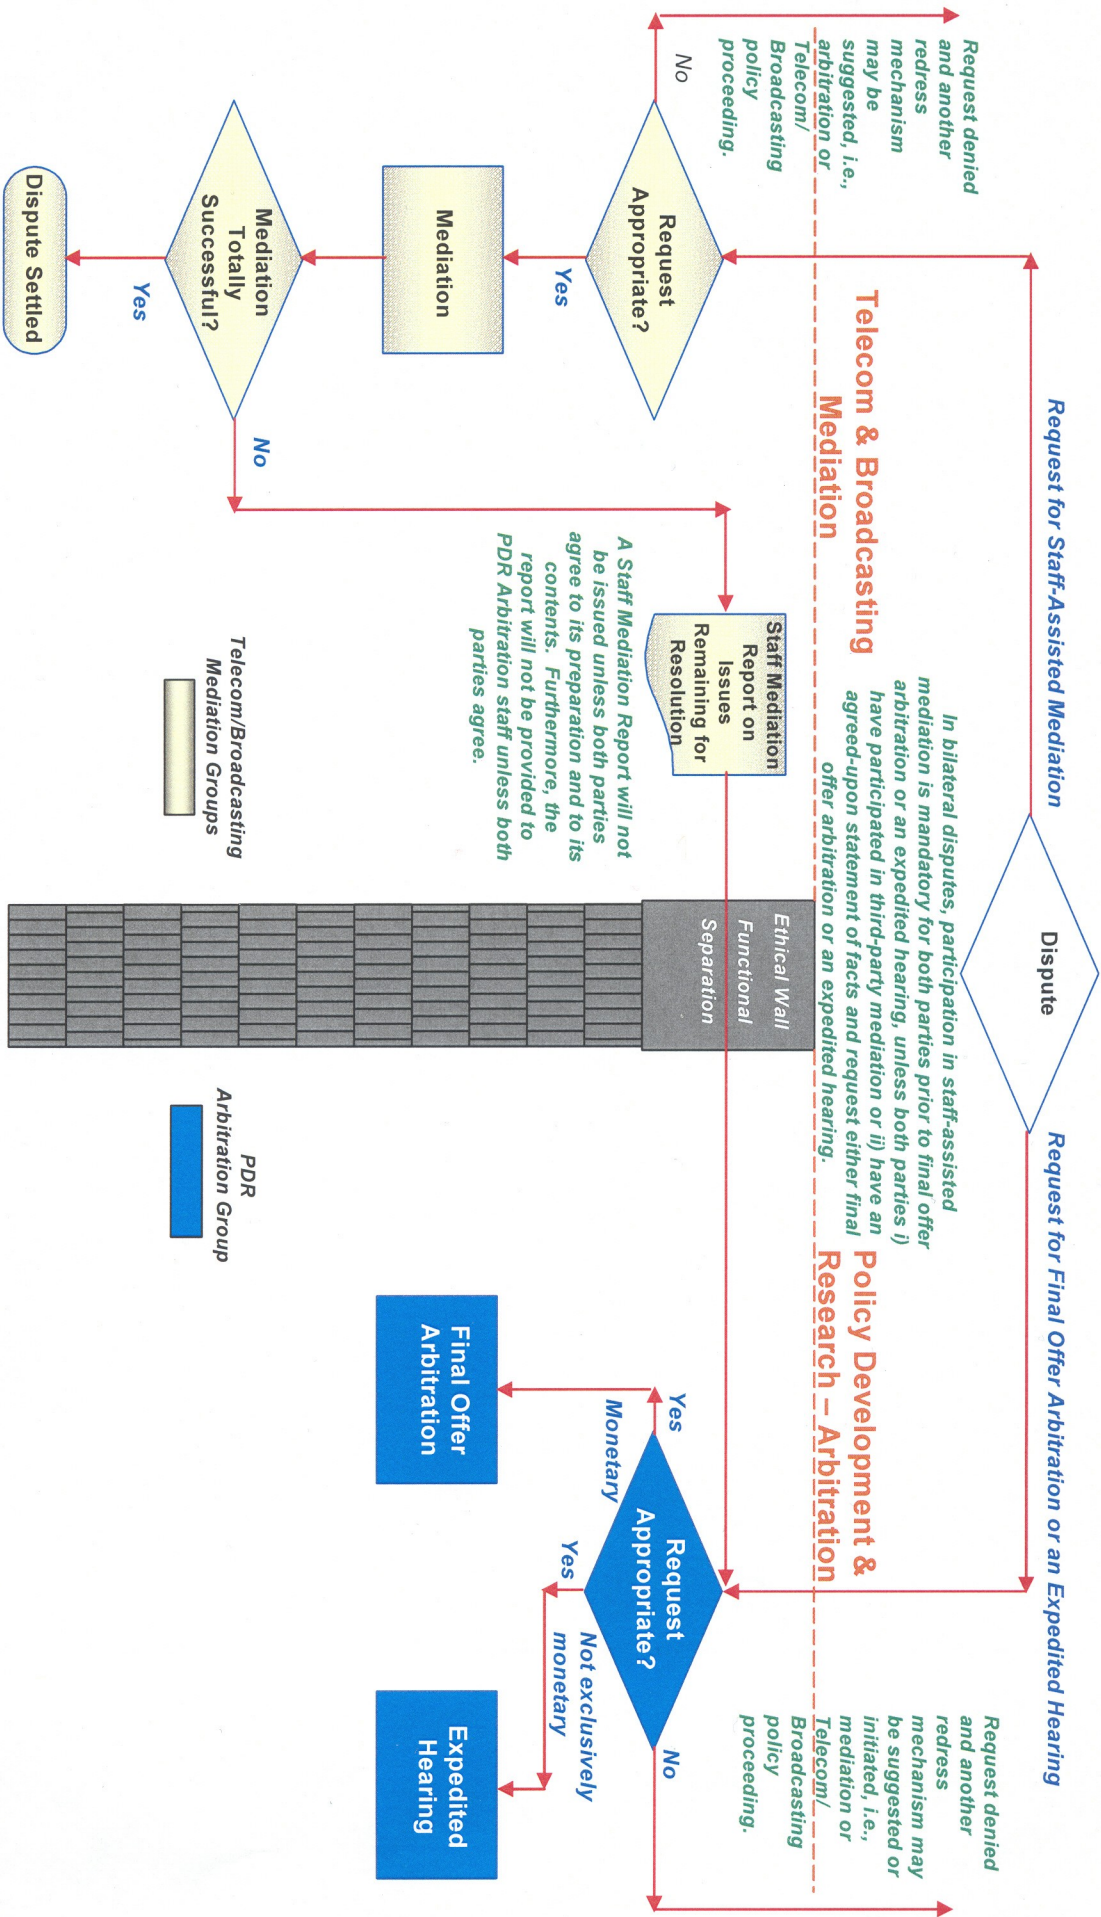 Request for Staff-Assisted Mediation
Dispute
Request for Final Offer Arbitration or an Expedited Hearing
Request denied
and another
redress
mechanism
may be
suggested, i.e.,
arbitration or
Telecom/
Broadcasting
policy
proceeding.
In bilateral disputes, participation in staff-assisted
mediation is mandatory for both parties prior to final offer
arbitration or an expedited hearing, unless both parties i)
have participated in third-party mediation or ii) have an
agreed-upon statement of facts and request either final
offer arbitration or an expedited hearing.
Request denied
and another
redress
mechanism may
be suggested or
initiated, i.e.,
mediation or
Telecom/
Broadcasting
policy
proceeding.
Telecom & Broadcasting
Mediation
Policy Development &
Research – Arbitration
No
Request
Appropriate?
Yes
Staff Mediation
Report on
Issues
Remaining for
Resolution
Ethical Wall
Functional
Separation
Yes
Monetary
Request
Appropriate?
No
Yes
Not exclusively
monetary
A Staff Mediation Report will not
be issued unless both parties
agree to its preparation and to its
contents. Furthermore, the
report will not be provided to
PDR Arbitration staff unless both
parties agree.
Mediation
Final Offer
Arbitration
Expedited
Hearing
Mediation
Totally
Successful?
No
Yes
Telecom/Broadcasting
Mediation Groups
PDR
Arbitration Group
Dispute Settled